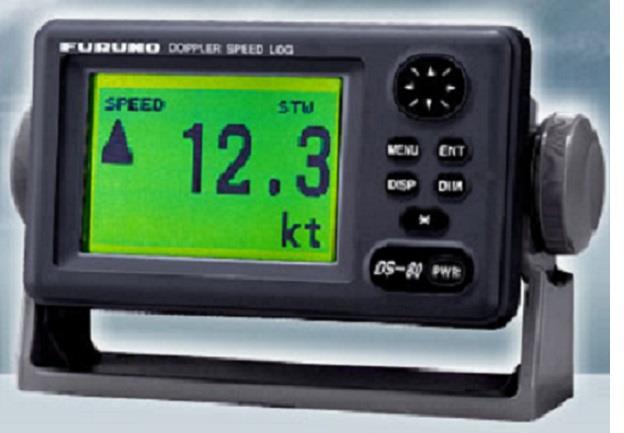 FURUNO DOPPLER SPEED LOG
SPEED STW
12.3
kt
MENU ENT
DISP DIM
DS-80 PWR